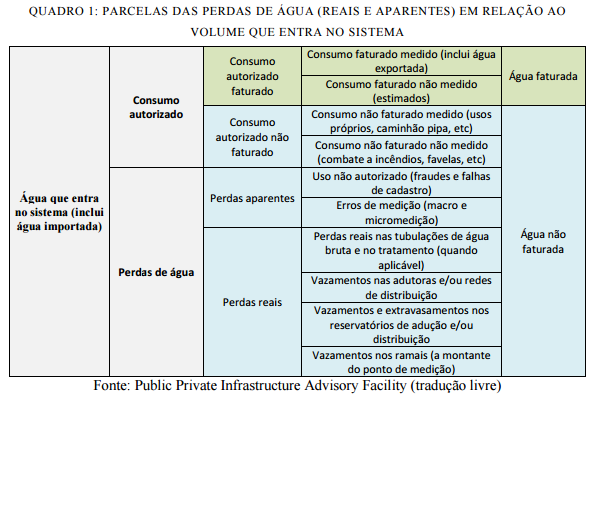 QUADRO 1: PARCELAS DAS PERDAS DE ÁGUA (REAIS E APARENTES) EM RELAÇÃO AO
VOLUME QUE ENTRA NO SISTEMA
Água que entra
no sistema (inclui
água importada)
Consumo
autorizado
Consumo
autorizado
faturado
Consumo faturado medido (inclui água
exportada)
Consumo faturado não medido
(estimados)
Água faturada
Consumo
autorizado não
faturado
Consumo não faturado medido (usos
próprios, caminhão pipa, etc)
Consumo não faturado não medido
(combate a incêndios, favelas, etc)
Água não
faturada
Perdas de água
Perdas aparentes
Uso não autorizado (fraudes e falhas
de cadastro)
Erros de medição (macro e
micromedição)
Perdas reais
Perdas reais nas tubulações de água
bruta e no tratamento (quando
aplicável)
Vazamentos nas adutoras e/ou redes
de distribuição
Vazamentos e extravasamentos nos
reservatórios de adução e/ou
distribuição
Vazamentos nos ramais (a montante
do ponto de medição)
Fonte: Public Private Infrastructure Advisory Facility (tradução livre)